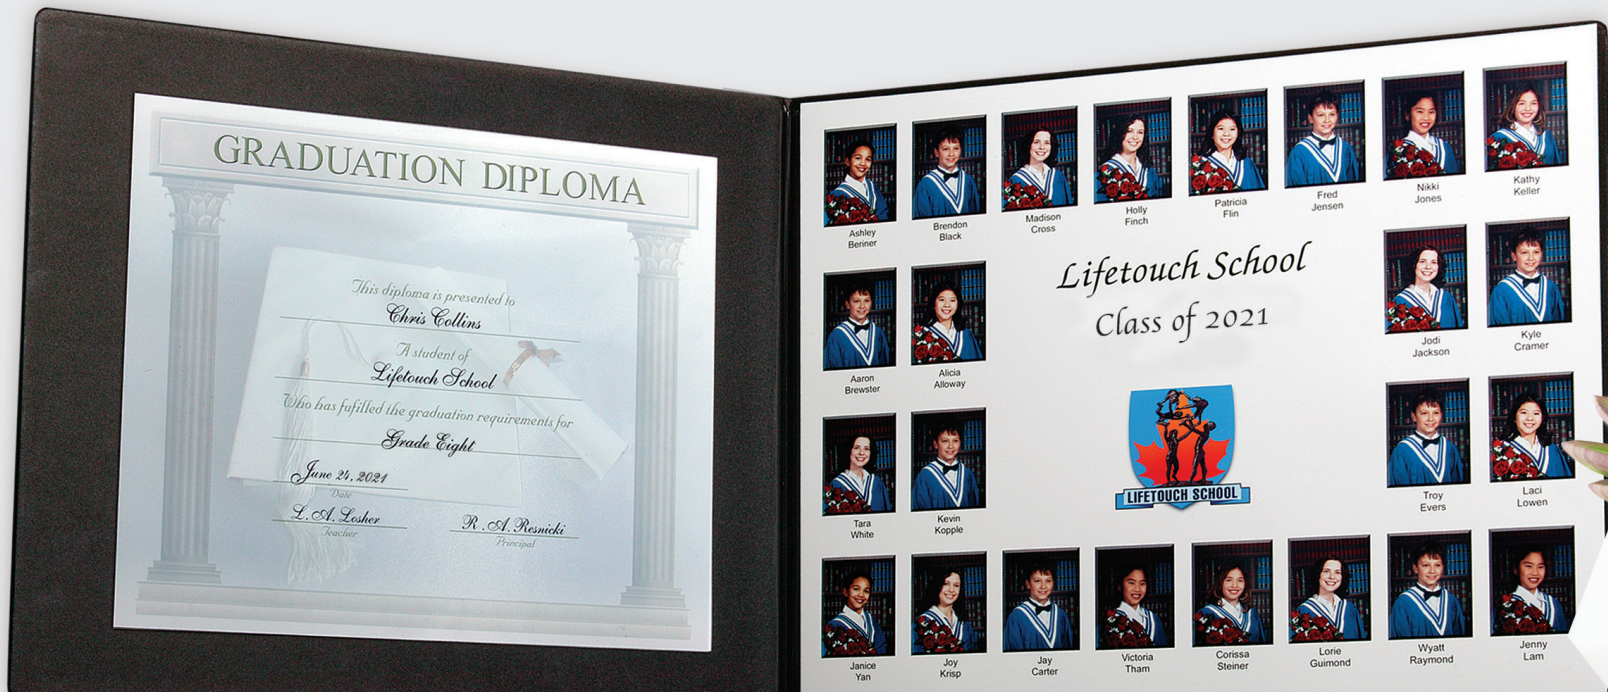 GRADUATION DIPLOMA
This diploma is presented to
Chris Collins
A student of
Lifetouch School
Who has fufilled the graduation requirements for
Grade Eight
June 24, 2021
Date
L. A. Losher
Teacher
R. A. Resnicki
Principal
Ashley
Beriner
Brendon
Black
Madison
Cross
Holly
Finch
Patricia
Flin
Fred
Jensen
Nikki
Jones
Kathy
Keller
Lifetouch School
Class of 2021
Aaron
Brewster
Alicia
Alloway
Jodi
Jackson
Kyle
Cramer
LIFETOUCH SCHOOL
Tara
White
Kevin
Kopple
Troy
Evers
Laci
Lowen
Janice
Yan
Joy
Krisp
Jay
Carter
Victoria
Tham
Corissa
Steiner
Lorie
Guimond
Wyatt
Raymond
Jenny
Lam